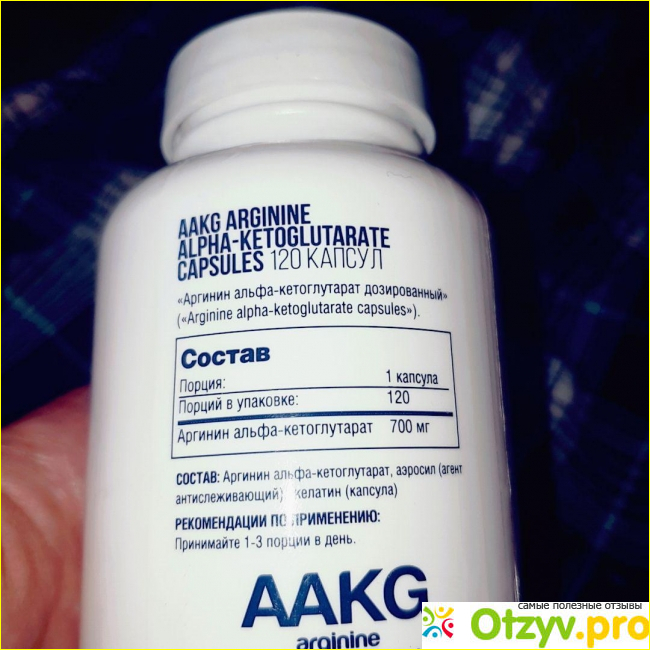 AAKG ARGININE
ALPHA-KETOGLUTARATE
CAPSULES 120 КАПСУЛ
«Аргинин альфа-кетоглутарат дозированный»
(«Arginine alpha-ketoglutarate capsules»).
Состав
Порция: 1 капсула
Порций в упаковке: 120
Аргинин альфа-кетоглутарат 700 мг
СОСТАВ: Аргинин альфа-кетоглутарат, аэросил (агент
антислеживающий) желатин (капсула)
РЕКОМЕНДАЦИИ ПО ПРИМЕНЕНИЮ:
Принимайте 1-3 порции в день.
AAKG
arginine
самые полезные отзывы
Otzyv.pro